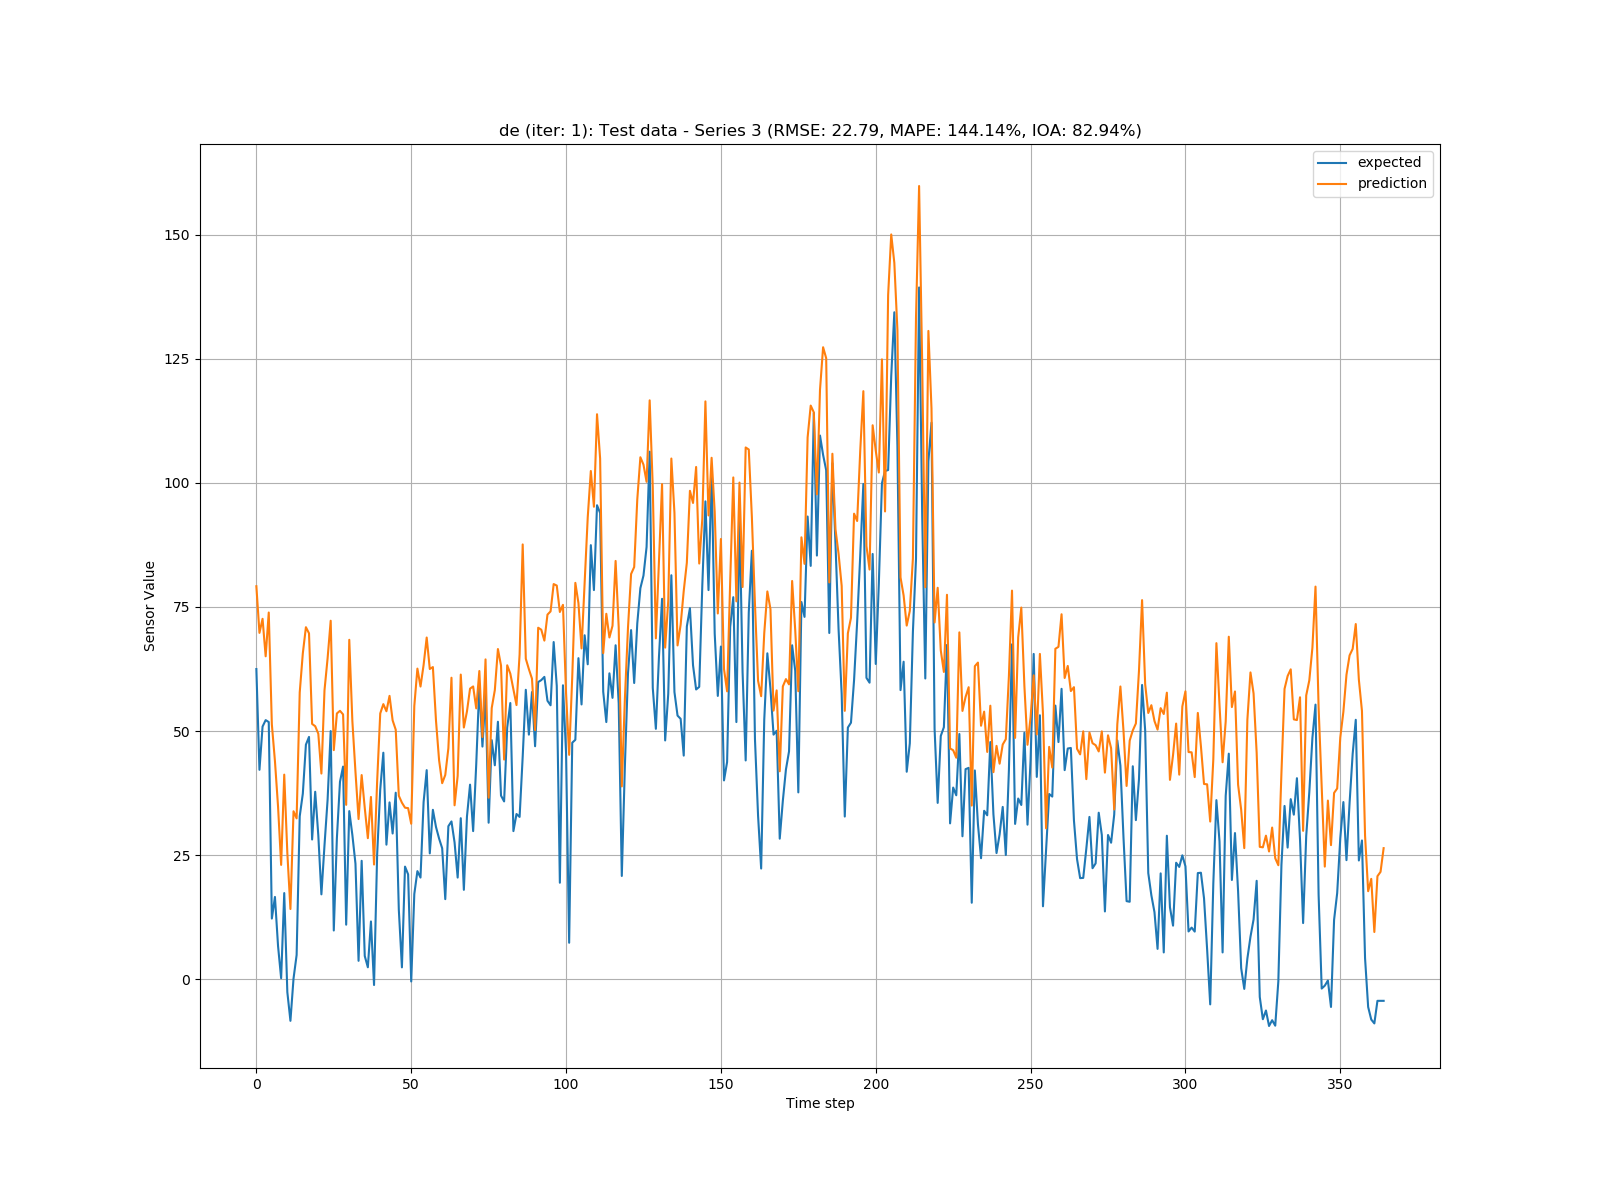 de (iter: 1): Test data - Series 3 (RMSE: 22.79, MAPE: 144.14%, IOA: 82.94%)
expected
prediction
150
125
100
75
50
25
0
Sensor Value
0 50 100 150 200 250 300 350
Time step